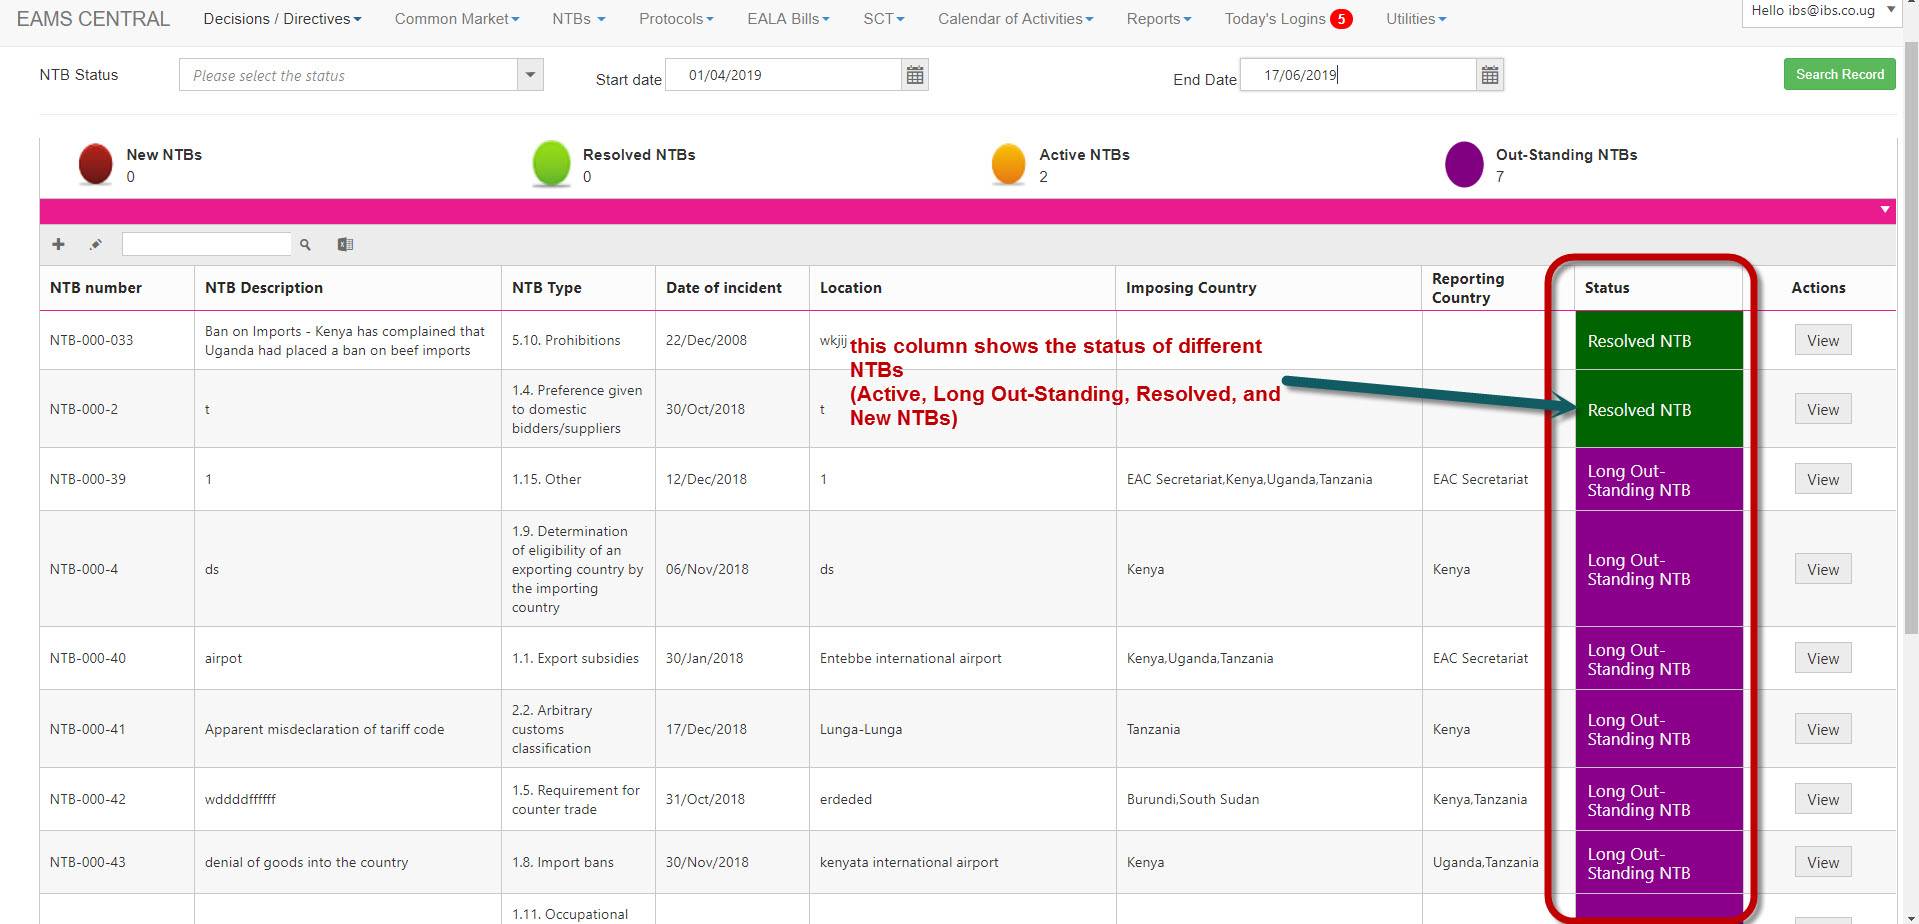 EAMS CENTRAL Decisions / Directives Common Market NTBs Protocols EALA Bills SCT Calendar of Activities Reports Today's Logins 5 Utilities Hello ibs@ibs.co.ug
NTB Status Please select the status Start date 01/04/2019 End Date 17/06/2019 Search Record
New NTBs
0
Resolved NTBs
0
Active NTBs
2
Out-Standing NTBs
7
NTB number NTB Description NTB Type Date of incident Location Imposing Country Reporting Country Status Actions
NTB-000-033
Ban on Imports - Kenya has complained that
Uganda had placed a ban on beef imports
5.10. Prohibitions
22/Dec/2008
wkjij
Resolved NTB
View
this column shows the status of different
NTBs
(Active, Long Out-Standing, Resolved, and
New NTBs)
NTB-000-2
t
1.4. Preference given
to domestic
bidders/suppliers
30/Oct/2018
t
Resolved NTB
View
NTB-000-39
1
1.15. Other
12/Dec/2018
1
EAC Secretariat,Kenya,Uganda,Tanzania
EAC Secretariat
Long Out-
Standing NTB
View
NTB-000-4
ds
1.9. Determination
of eligibility of an
exporting country by
the importing
country
06/Nov/2018
ds
Kenya
Kenya
Long Out-
Standing NTB
View
NTB-000-40
airpot
1.1. Export subsidies
30/Jan/2018
Entebbe international airport
Kenya,Uganda,Tanzania
EAC Secretariat
Long Out-
Standing NTB
View
NTB-000-41
Apparent misdeclaration of tariff code
2.2. Arbitrary
customs
classification
17/Dec/2018
Lunga-Lunga
Tanzania
Kenya
Long Out-
Standing NTB
View
NTB-000-42
wddddffffff
1.5. Requirement for
counter trade
31/Oct/2018
erdeded
Burundi,South Sudan
Kenya,Tanzania
Long Out-
Standing NTB
View
NTB-000-43
denial of goods into the country
1.8. Import bans
30/Nov/2018
kenyata international airport
Kenya
Uganda,Tanzania
Long Out-
Standing NTB
View
1.11. Occupational